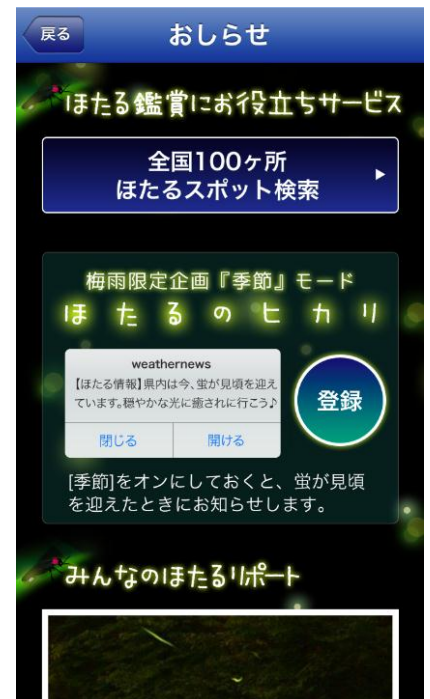 戻る
おしらせ
ほたる鑑賞にお役立ちサービス
全国100ヶ所
ほたるスポット検索
梅雨限定企画『季節』モード
ほたるのヒカリ
weathernews
【ほたる情報】県内は今、蛍が見頃を迎え
ています。穏やかな光に癒されに行こう♪
閉じる
開ける
登録
[季節]をオンにしておくと、蛍が見頃
を迎えたときにお知らせします。
みんなのほたるリポート